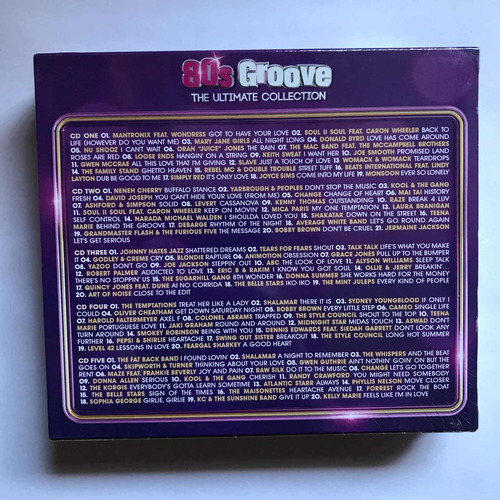 80s Groove
THE ULTIMATE COLLECTION
CD ONE 01. MANTRONIX FEAT. WONDRESS GOT TO HAVE YOUR LOVE 02. SOUL II SOUL FEAT. CARON WHEELER BACK TO
LIFE (HOWEVER DO YOU WANT ME) 03. MARY JANE GIRLS ALL NIGHT LONG 04. DONALD BYRD LOVE HAS COME AROUND
05. NU SHOOZ I CAN'T WAIT 06. ORAN "JUICE" JONES THE RAIN 07. THE MAC BAND FEAT. THE MCCAMPBELL BROTHERS
ROSES ARE RED 08. LOOSE ENDS HANGIN' ON A STRING 09. KEITH SWEAT I WANT HER 10. JOE SMOOTH PROMISED LAND
11. GWEN MCCRAE ALL THIS LOVE THAT I'M GIVING 12. SLAVE JUST A TOUCH OF LOVE 13. WOMACK & WOMACK TEARDROPS
14. THE FAMILY STAND GHETTO HEAVEN 15. REBEL MC & DOUBLE TROUBLE STREET TUFF 16. BEATS INTERNATIONAL FEAT. LINDY
LAYTON DUB BE GOOD TO ME 17. SIMPLY RED IT'S ONLY LOVE 18. JOYCE SIMS COME INTO MY LIFE 19. MONSOON EVER SO LONELY
CD TWO 01. NENEH CHERRY BUFFALO STANCE 02. YARBROUGH & PEOPLES DON'T STOP THE MUSIC 03. KOOL & THE GANG
FRESH 04. DAVID JOSEPH YOU CAN'T HIDE (YOUR LOVE FROM ME) 05. CHANGE CHANGE OF HEART 06. MAI TAI HISTORY
07. ASHFORD & SIMPSON SOLID 08. LEVERT CASSANOVA 09. KENNY THOMAS OUTSTANDING 10. RAZE BREAK 4 LUV
11. SOUL II SOUL FEAT. CARON WHEELER KEEP ON MOVIN' 12. MICA PARIS MY ONE TEMPTATION 13. LAURA BRANIGAN
SELF CONTROL 14. NARADA MICHAEL WALDEN I SHOULDA LOVED YOU 15. SHAKATAK DOWN ON THE STREET 16. TEENA
MARIE BEHIND THE GROOVE 17. DEBARGE RHYTHM OF THE NIGHT 18. AVERAGE WHITE BAND LET'S GO ROUND AGAIN
19. GRANDMASTER FLASH & THE FURIOUS FIVE THE MESSAGE 20. BOBBY BROWN DON'T BE CRUEL 21. JERMAINE JACKSON
LET'S GET SERIOUS
CD THREE 01. JOHNNY HATES JAZZ SHATTERED DREAMS 02. TEARS FOR FEARS SHOUT 03. TALK TALK LIFE'S WHAT YOU MAKE
IT 04. GODLEY & CREME CRY 05. BLONDIE RAPTURE 06. ANIMOTION OBSESSION 07. GRACE JONES PULL UP TO THE BUMPER
08. YAZOO DON'T GO 09. JOE JACKSON STEPPIN' OUT 10. ABC THE LOOK OF LOVE 11. ALYSON WILLIAMS SLEEP TALK
12. ROBERT PALMER ADDICTED TO LOVE 13. ERIC B & RAKIM I KNOW YOU GOT SOUL 14. OLLIE & JERRY BREAKIN'...
THERE'S NO STOPPIN' US 15. THE SUGARHILL GANG 8TH WONDER 16. DONNA SUMMER SHE WORKS HARD FOR THE MONEY
17. QUINCY JONES FEAT. DUNE AI NO CORRIDA 18. THE BELLE STARS IKO IKO 19. THE MINT JULEPS EVERY KIND OF PEOPLE
20. ART OF NOISE CLOSE TO THE EDIT
CD FOUR 01. THE TEMPTATIONS TREAT HER LIKE A LADY 02. SHALAMAR THERE IT IS 03. SYDNEY YOUNGBLOOD IF ONLY I
COULD 04. OLIVER CHEATHAM GET DOWN SATURDAY NIGHT 05. BOBBY BROWN EVERY LITTLE STEP 06. CAMEO SINGLE LIFE
07. HAROLD FALTERMEYER AXEL F 08. COLONEL ABRAMS TRAPPED 09. THE STYLE COUNCIL SHOUT TO THE TOP 10. TEENA
MARIE PORTUGUESE LOVE 11. JAKI GRAHAM ROUND AND AROUND 12. MIDNIGHT STAR MIDAS TOUCH 13. ASWAD DON'T
TURN AROUND 14. SMOKEY ROBINSON BEING WITH YOU 15. DENNIS EDWARDS FEAT. SIEDAH GARRETT DON'T LOOK ANY
FURTHER 16. PEPSI & SHIRLIE HEARTACHE 17. SWING OUT SISTER BREAKOUT 18. THE STYLE COUNCIL LONG HOT SUMMER
19. LEVEL 42 LESSONS IN LOVE 20. FEARGAL SHARKEY A GOOD HEART
CD FIVE 01. THE FAT BACK BAND I FOUND LOVIN' 02. SHALAMAR A NIGHT TO REMEMBER 03. THE WHISPERS AND THE BEAT
GOES ON 04. SKIPWORTH & TURNER THINKING ABOUT YOUR LOVE 05. GWEN GUTHRIE AIN'T NOTHIN' GOIN' ON BUT THE
RENT 06. MAZE FEAT. FRANKIE BEVERLY JOY AND PAIN 07. RAW SILK DO IT TO THE MUSIC 08. CHANGE LET'S GO TOGETHER
09. DONNA ALLEN SERIOUS 10. KOOL & THE GANG CHERISH 11. RANDY CRAWFORD YOU MIGHT NEED SOMEBODY
12. THE KORGIS EVERYBODY'S GOTTA LEARN SOMETIME 13. ATLANTIC STARR ALWAYS 14. PHYLLIS NELSON MOVE CLOSER
15. THE BELLE STARS SIGN OF THE TIMES 16. THE MAISONETTES HEARTACHE AVENUE 17. FORREST ROCK THE BOAT
18. SOPHIA GEORGE GIRLIE, GIRLIE 19. KC & THE SUNSHINE BAND GIVE IT UP 20. KELLY MARIE FEELS LIKE I'M IN LOVE